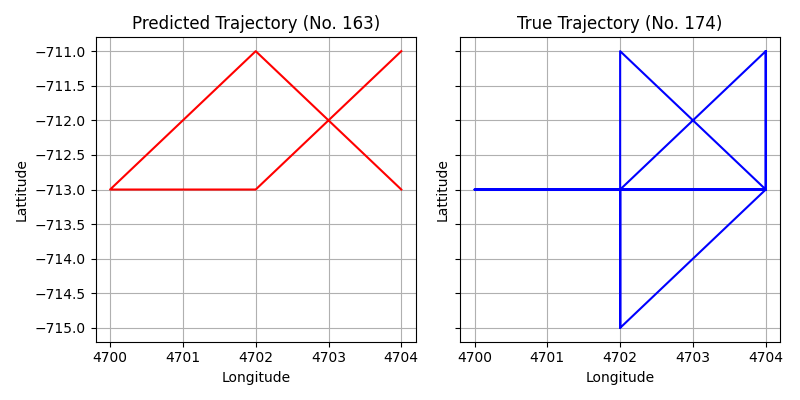 Predicted Trajectory (No. 163)
True Trajectory (No. 174)
Lattitude
−711.0
−711.5
−712.0
−712.5
−713.0
−713.5
−714.0
−714.5
−715.0
4700 4701 4702 4703 4704
Longitude
Lattitude
4700 4701 4702 4703 4704
Longitude